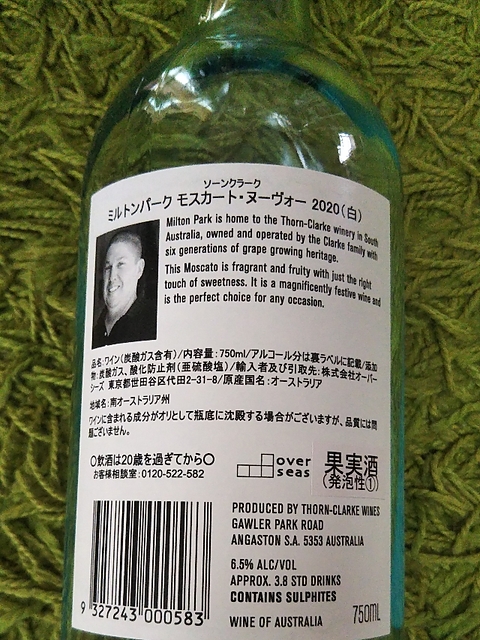 ソーンクラーク
ミルトンパーク モスカート・ヌーヴォー 2020（白）
Milton Park is home to the Thorn-Clarke winery in South
Australia, owned and operated by the Clarke family with
six generations of grape growing heritage.
This Moscato is fragrant and fruity with just the right
touch of sweetness. It is a magnificently festive wine and
is the perfect choice for any occasion.
品名:ワイン(炭酸ガス含有)/内容量:750ml/アルコール分は裏ラベルに記載/添加
物:炭酸ガス、酸化防止剤(亜硫酸塩)/輸入者及び引取先:株式会社オーバー
シーズ 東京都世田谷区代田2-31-8/原産国名:オーストラリア
地域名:南オーストラリア州
ワインに含まれる成分がオリとして瓶底に沈殿する場合がございますが、品質には問
題ございません。
〇飲酒は20歳を過ぎてから〇
お客様相談室:0120-522-582
over
seas
果実酒
(発泡性①)
PRODUCED BY THORN-CLARKE WINES
GAWLER PARK ROAD
ANGASTON S.A. 5353 AUSTRALIA
6.5% ALC/VOL
APPROX. 3.8 STD DRINKS
CONTAINS SULPHITES
WINE OF AUSTRALIA
750mL
9 327243 000583